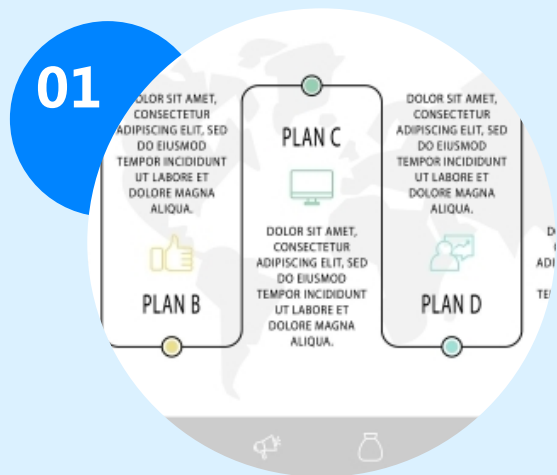 01
DOLOR SIT AMET,
CONSECTETUR
ADIPISCING ELIT, SED
DO EIUSMOD
TEMPOR INCIDIDUNT
UT LABORE ET
DOLORE MAGNA
ALIQUA.
PLAN B
PLAN C
DOLOR SIT AMET,
CONSECTETUR
ADIPISCING ELIT, SED
DO EIUSMOD
TEMPOR INCIDIDUNT
UT LABORE ET
DOLORE MAGNA
ALIQUA.
DOLOR SIT AMET,
CONSECTETUR
ADIPISCING ELIT, SED
DO EIUSMOD
TEMPOR INCIDIDUNT
UT LABORE ET
DOLORE MAGNA
ALIQUA.
PLAN D